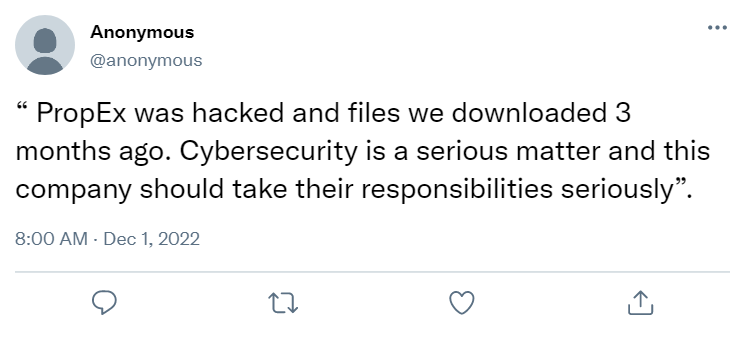 Anonymous
@anonymous
“ PropEx was hacked and files we downloaded 3
months ago. Cybersecurity is a serious matter and this
company should take their responsibilities seriously”.
8:00 AM · Dec 1, 2022